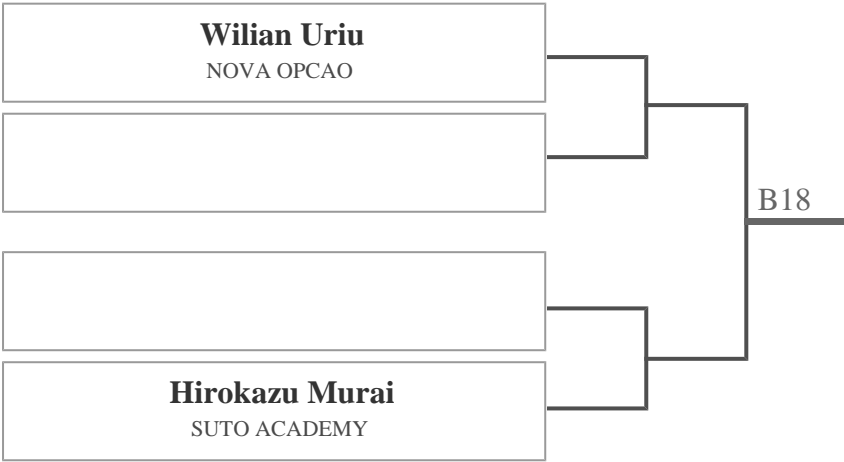 Wilian Uriu
NOVA OPCAO
B18
Hirokazu Murai
SUTO ACADEMY